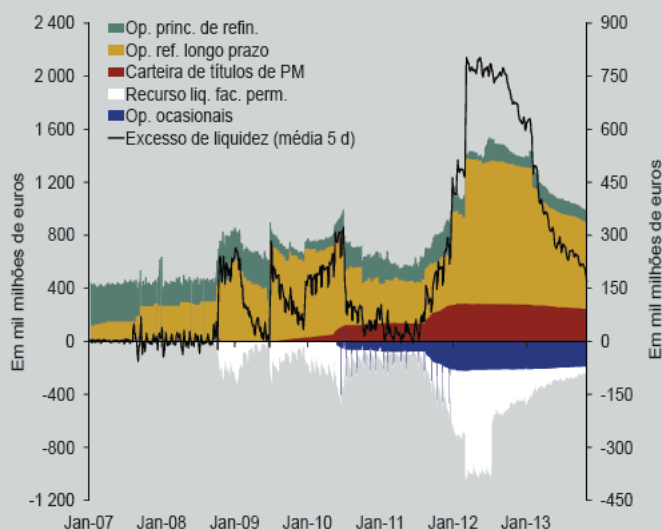 Op. princ. de refin.
Op. ref. longo prazo
Carteira de títulos de PM
Recurso liq. fac. perm.
Op. ocasionais
Excesso de liquidez (média 5 d)
Em mil milhões de euros
2 400
2 000
1 600
1 200
800
400
0
-400
-800
-1 200
900
750
600
450
300
150
0
-150
-300
-450
Em mil milhões de euros
Jan-07 Jan-08 Jan-09 Jan-10 Jan-11 Jan-12 Jan-13